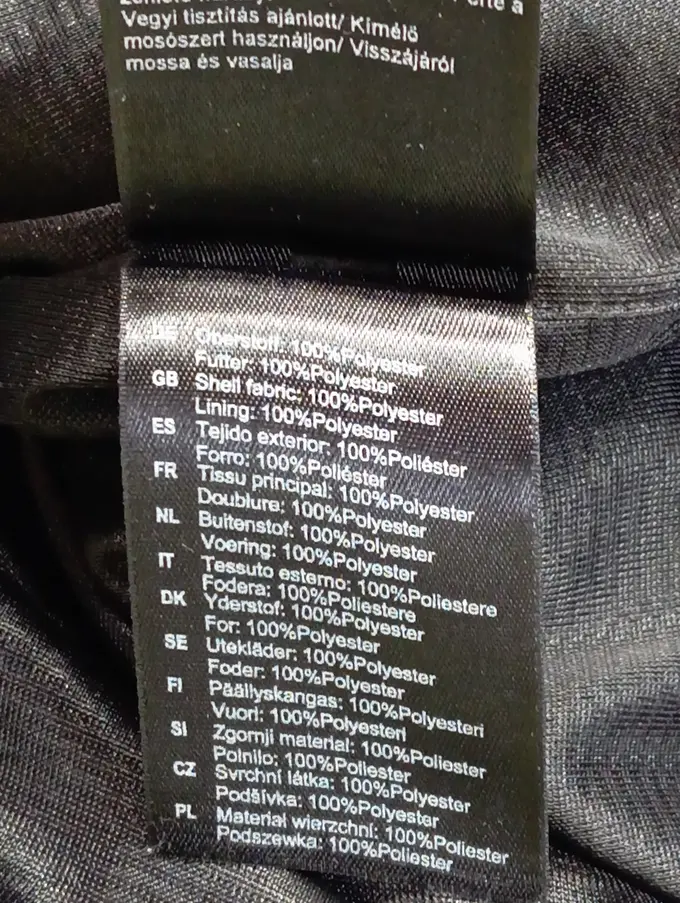 Vegyi tisztítás ajánlott/ Kímélő
mosószert használjon/ Visszájáról
mossa és vasalja
DE Oberstoff: 100%Polyester
Futter: 100%Polyester
GB Shell fabric: 100%Polyester
Lining: 100%Polyester
ES Tejido exterior: 100%Poliéster
Forro: 100%Poliéster
FR Tissu principal: 100%Polyester
Doublure: 100%Polyester
NL Buitenstof: 100%Polyester
Voering: 100%Polyester
IT Tessuto esterno: 100%Poliestere
Fodera: 100%Poliestere
DK Yderstof: 100%Polyester
For: 100%Polyester
SE Utekläder: 100%Polyester
Foder: 100%Polyester
FI Päällyskangas: 100%Polyesteri
Vuori: 100%Polyesteri
SI Zgornji material: 100%Poliester
Polnilo: 100%Poliester
CZ Svrchní látka: 100%Polyester
Podšívka: 100%Polyester
PL Materiał wierzchni: 100%Poliester
Podszewka: 100%Poliester